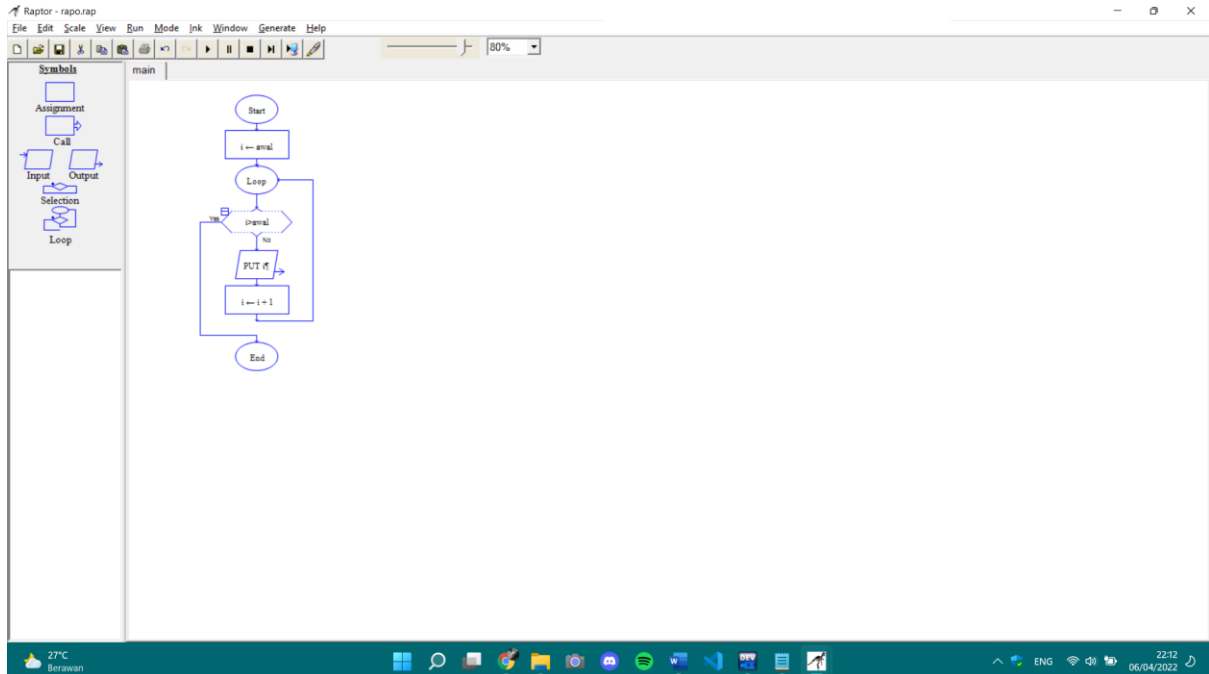 Raptor - rapo.rap
File Edit Scale View Run Mode Ink Window Generate Help
80%
Symbols
main
Assignment
Call
Input Output
Selection
Loop
Start
i ← awal
Loop
Yes
i>awal
No
PUT i¶
i ← i + 1
End
27°C
Berawan
DEV
ENG
22:12
06/04/2022